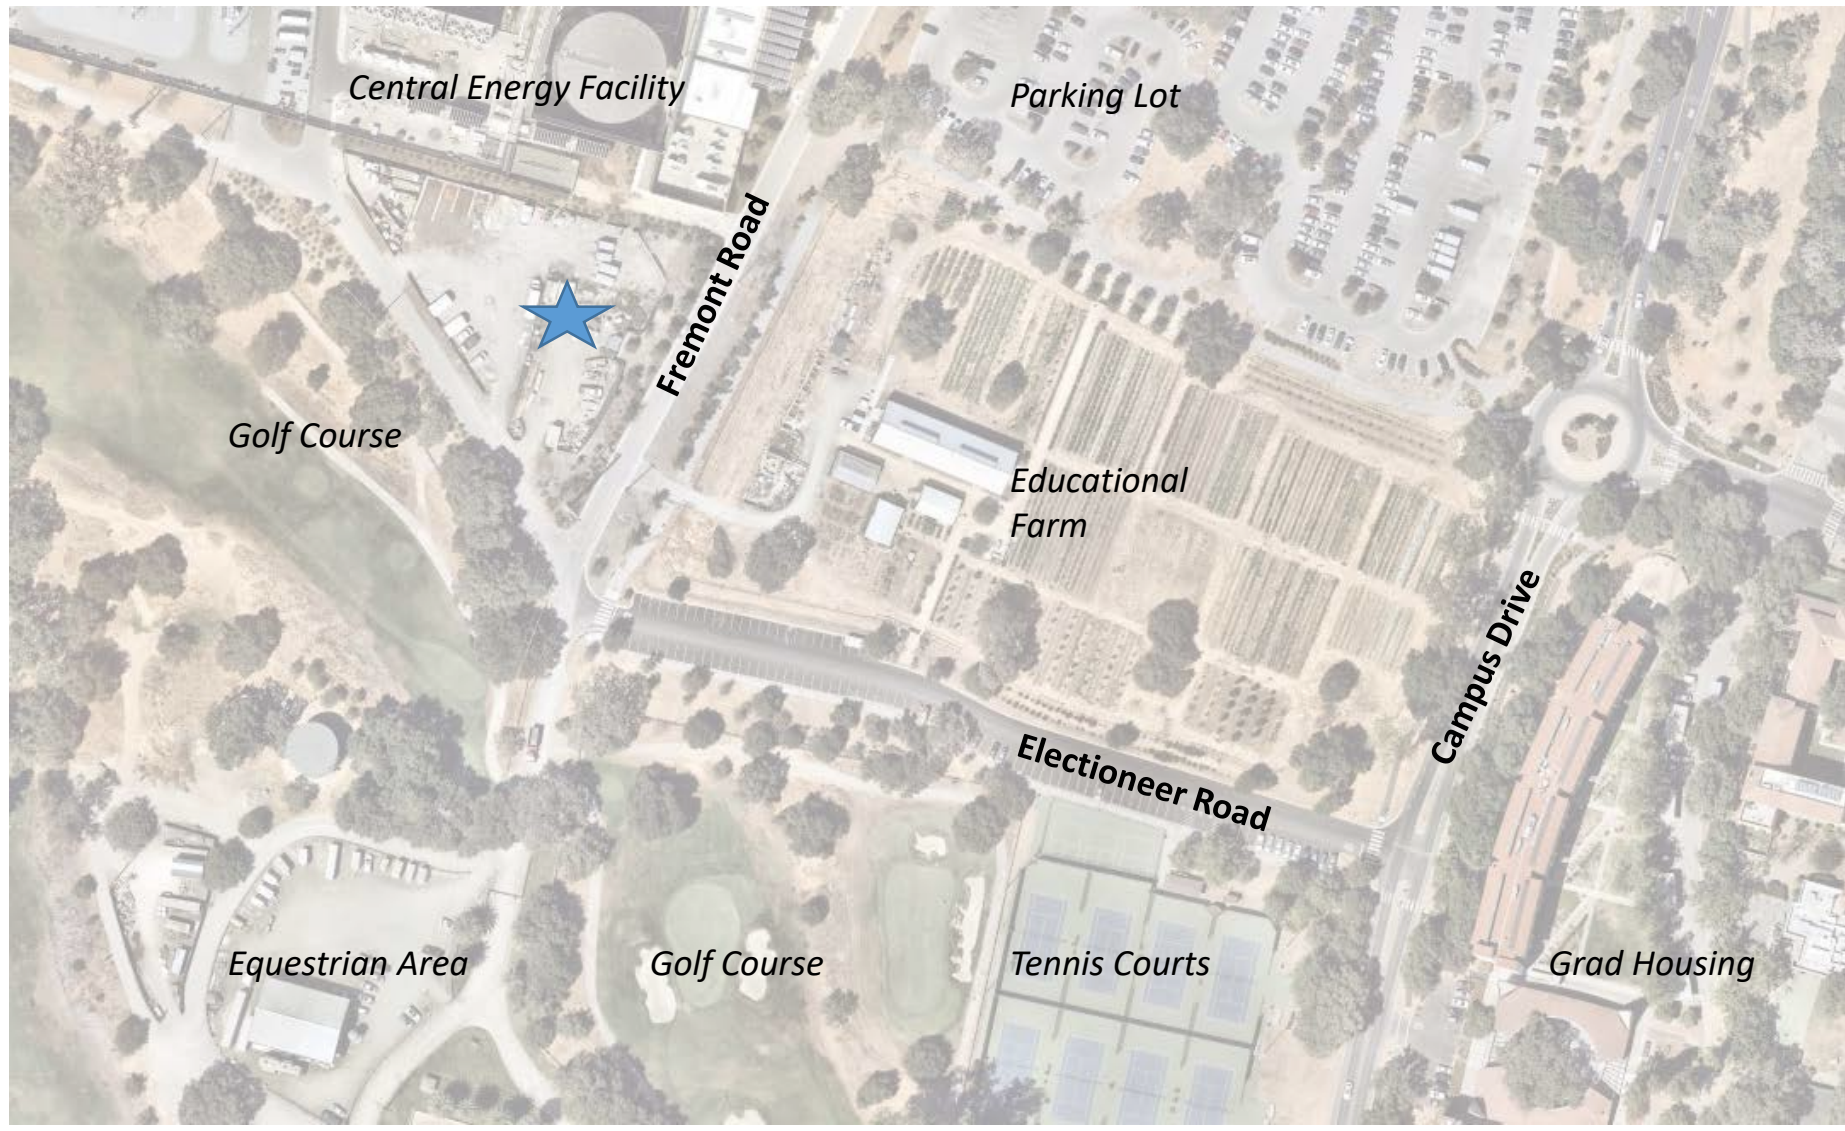 Central Energy Facility
Parking Lot
Fremont Road
Golf Course
Educational
Farm
Campus Drive
Electioneer Road
Equestrian Area
Golf Course
Tennis Courts
Grad Housing